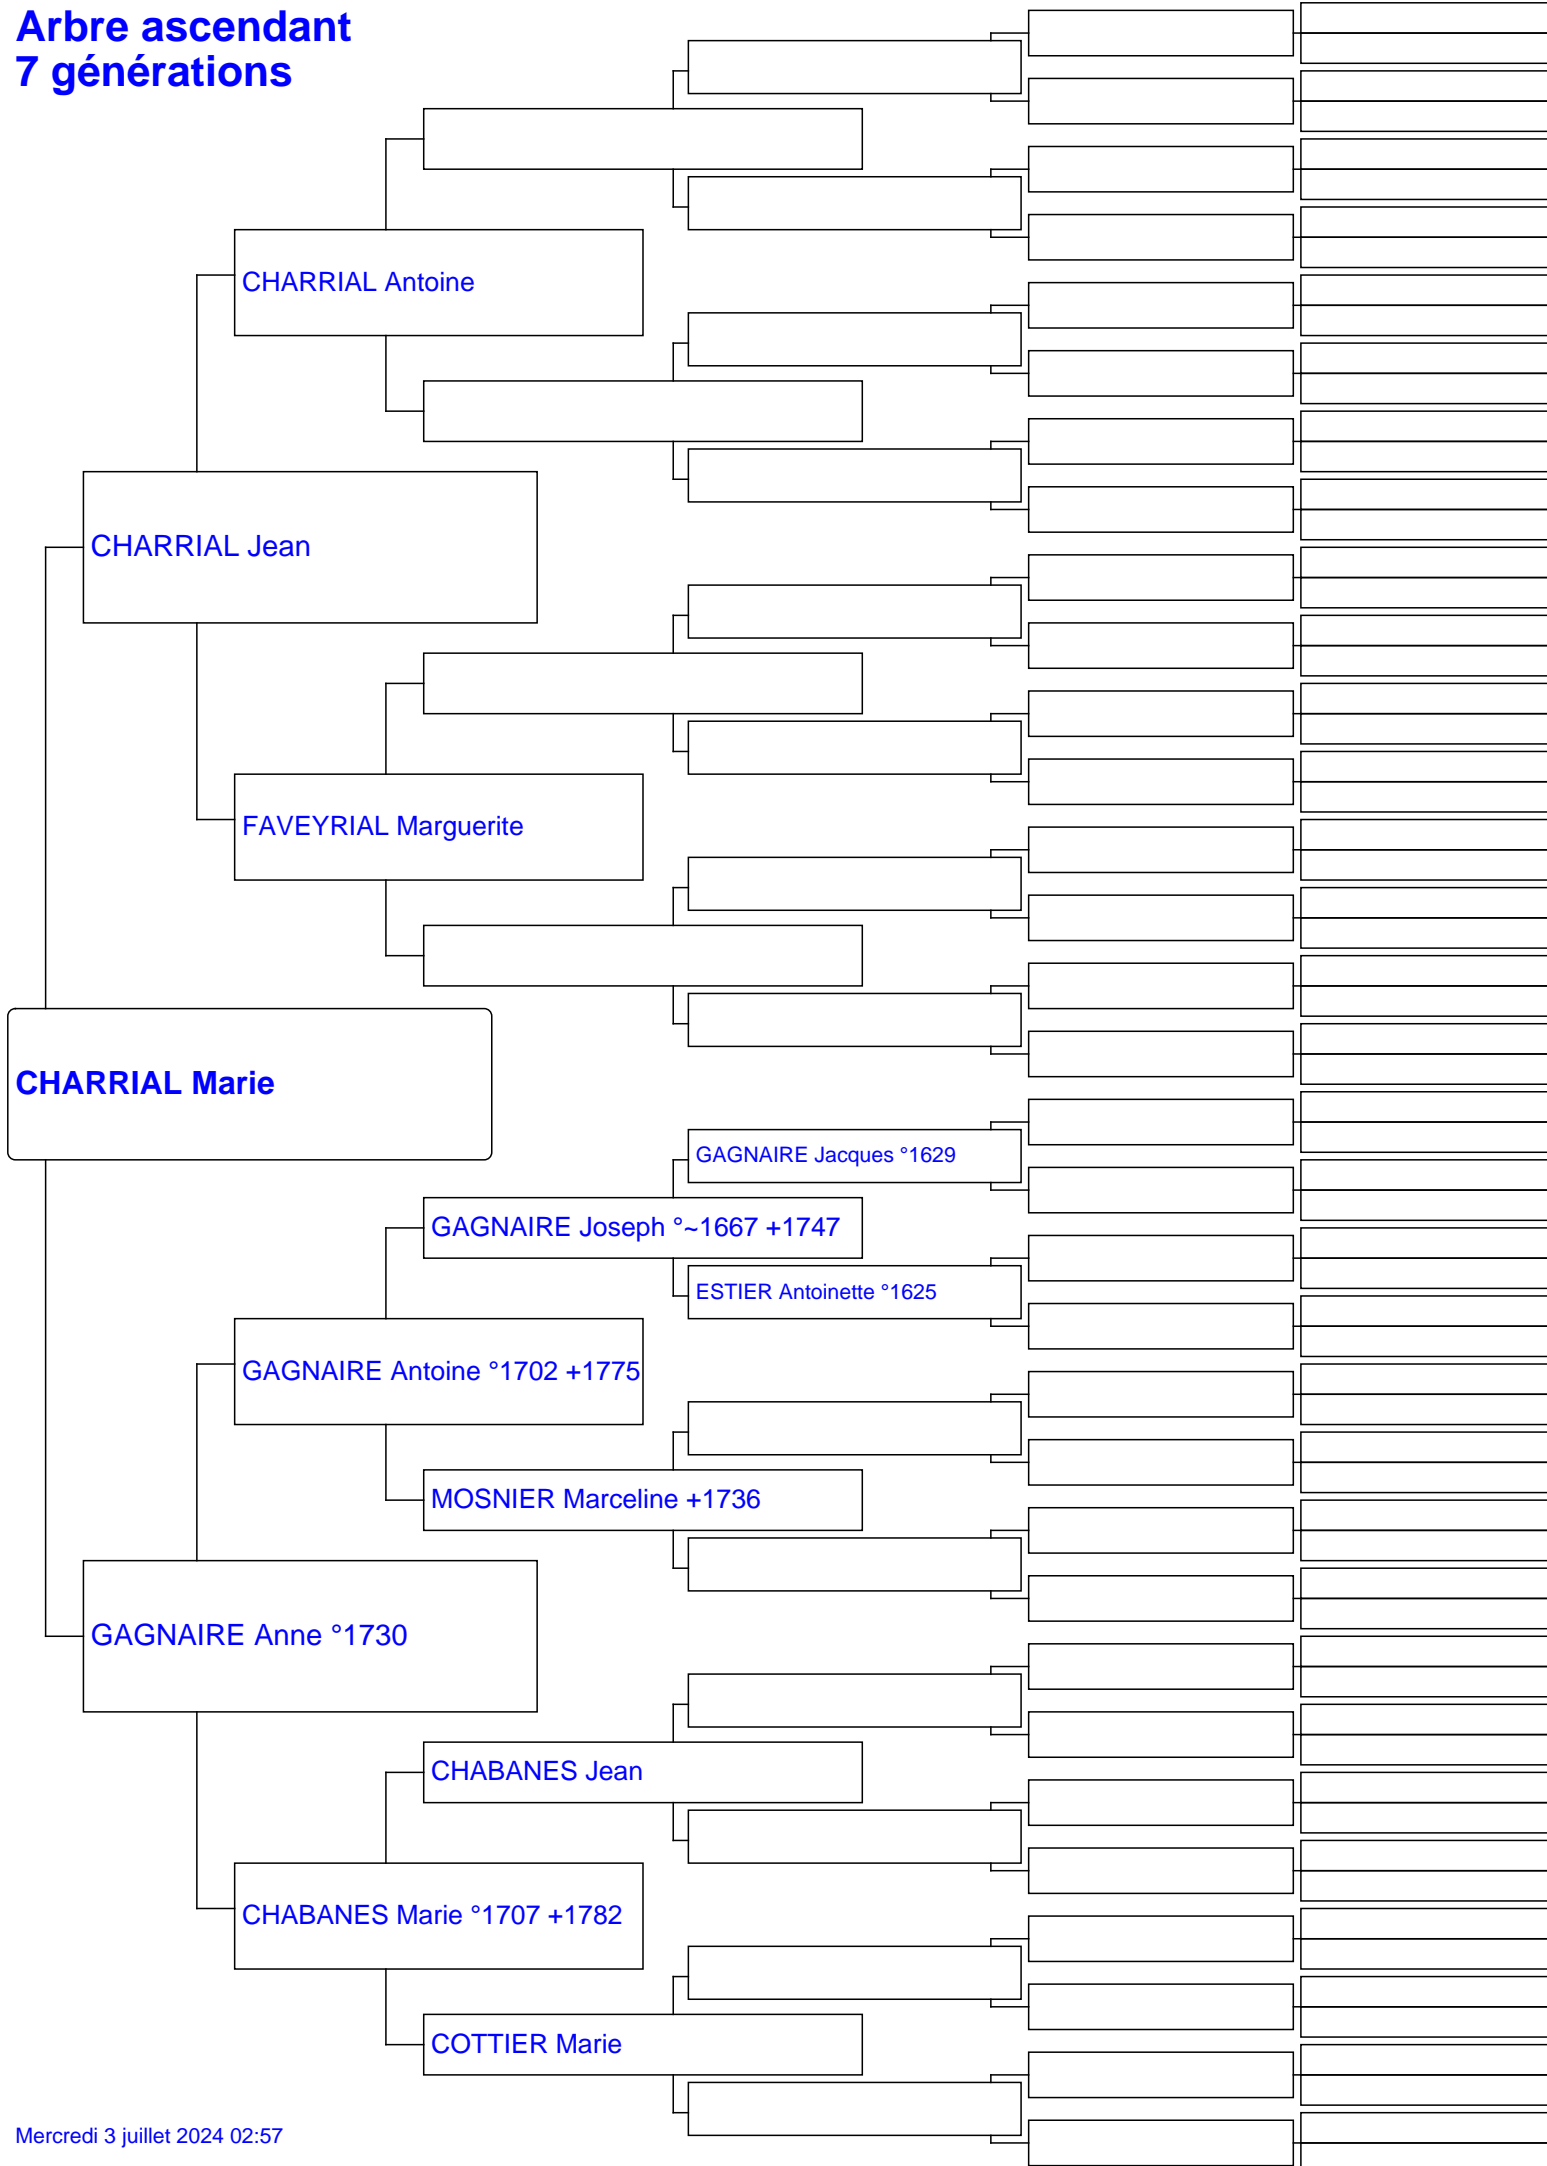 Arbre ascendant
7 générations
CHARRIAL Antoine
CHARRIAL Jean
FAVEYRIAL Marguerite
CHARRIAL Marie
GAGNAIRE Jacques °1629
GAGNAIRE Joseph °~1667 +1747
ESTIER Antoinette °1625
GAGNAIRE Antoine °1702 +1775
MOSNIER Marceline +1736
GAGNAIRE Anne °1730
CHABANES Jean
CHABANES Marie °1707 +1782
COTTIER Marie
Mercredi 3 juillet 2024 02:57